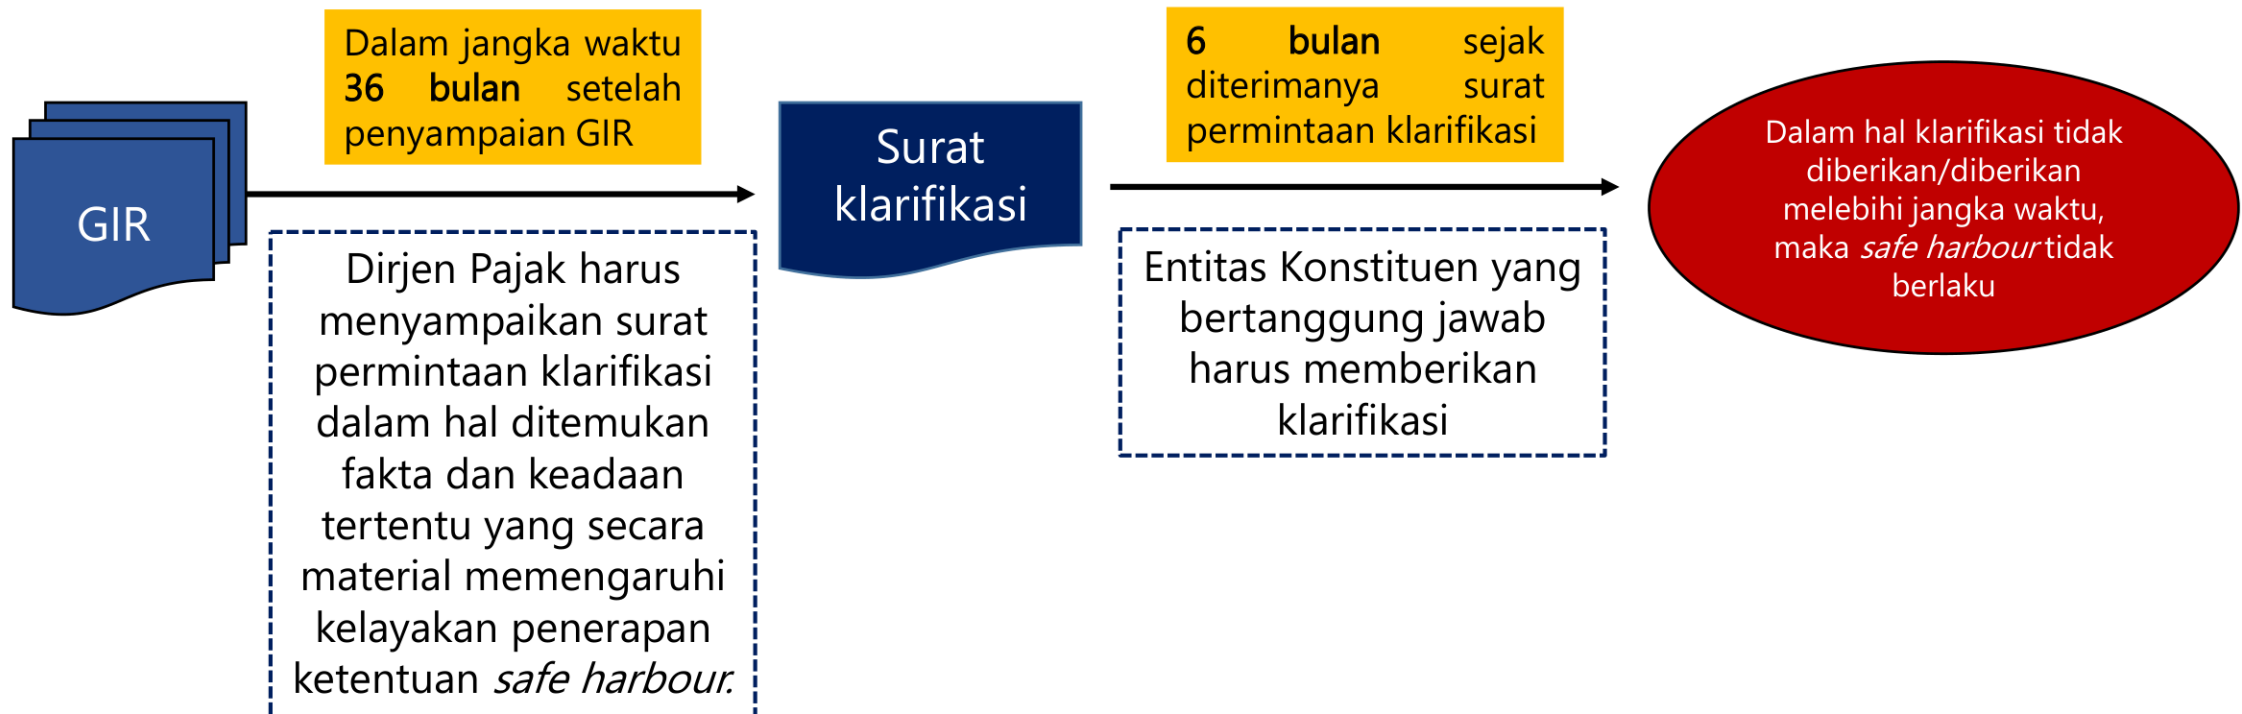 GIR
Dalam jangka waktu
36 bulan setelah
penyampaian GIR
Dirjen Pajak harus
menyampaikan surat
permintaan klarifikasi
dalam hal ditemukan
fakta dan keadaan
tertentu yang secara
material memengaruhi
kelayakan penerapan
ketentuan safe harbour.
Surat
klarifikasi
6 bulan sejak
diterimanya surat
permintaan klarifikasi
Entitas Konstituen yang
bertanggung jawab
harus memberikan
klarifikasi
Dalam hal klarifikasi tidak
diberikan/diberikan
melebihi jangka waktu,
maka safe harbour tidak
berlaku